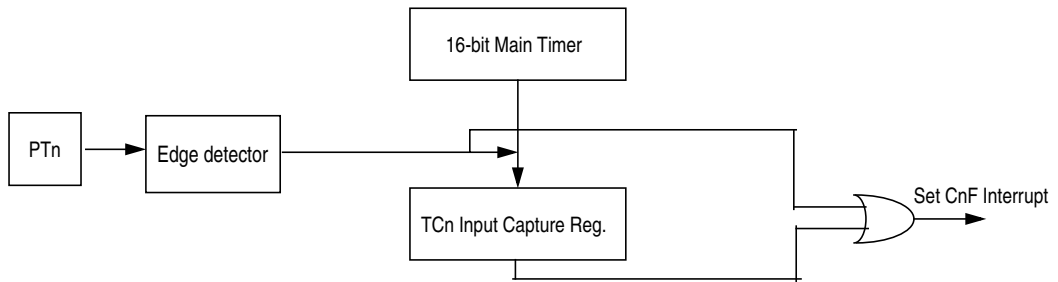 16-bit Main Timer
PTn
Edge detector
TCn Input Capture Reg.
Set CnF Interrupt